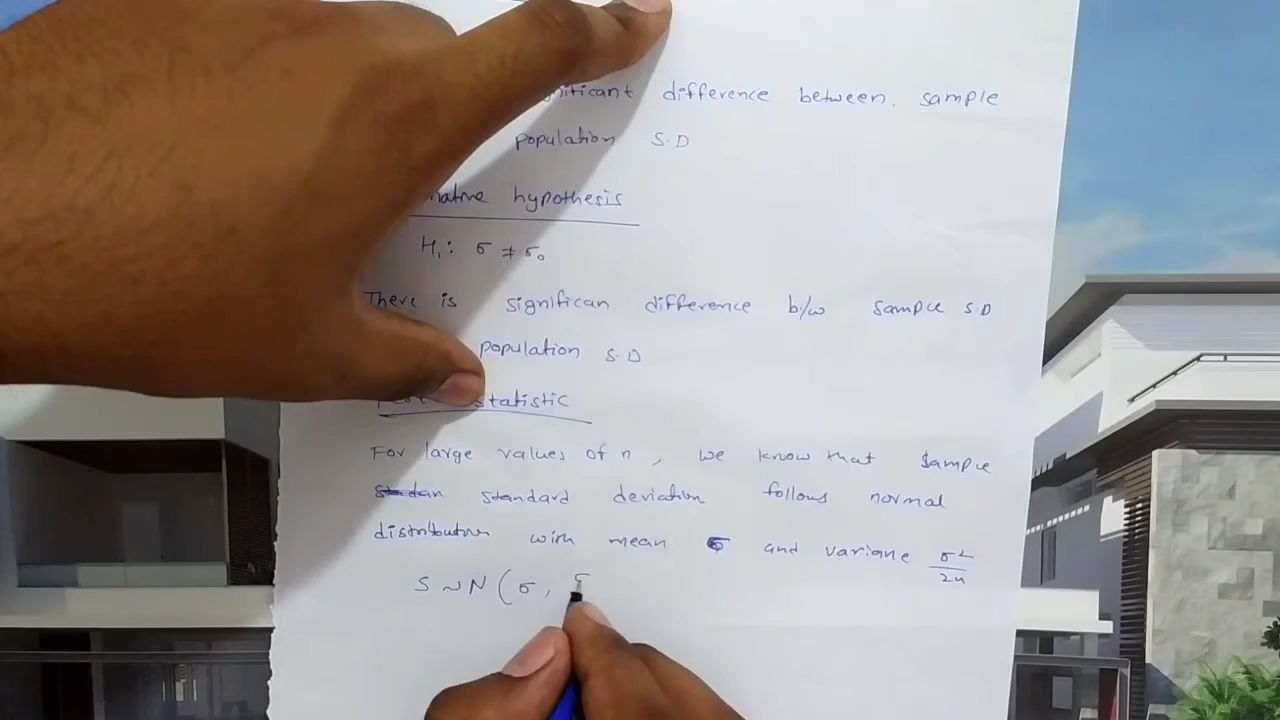 difference between, sample
population S.D
hypothesis
H₁: σ ≠ σ₀
There is significan difference b/w sample S.D
population S.D
statistic
For large values of n, we know that sample
standard deviation follows normal
distribution with mean σ and variane σ²/2n
S ~ N (σ,